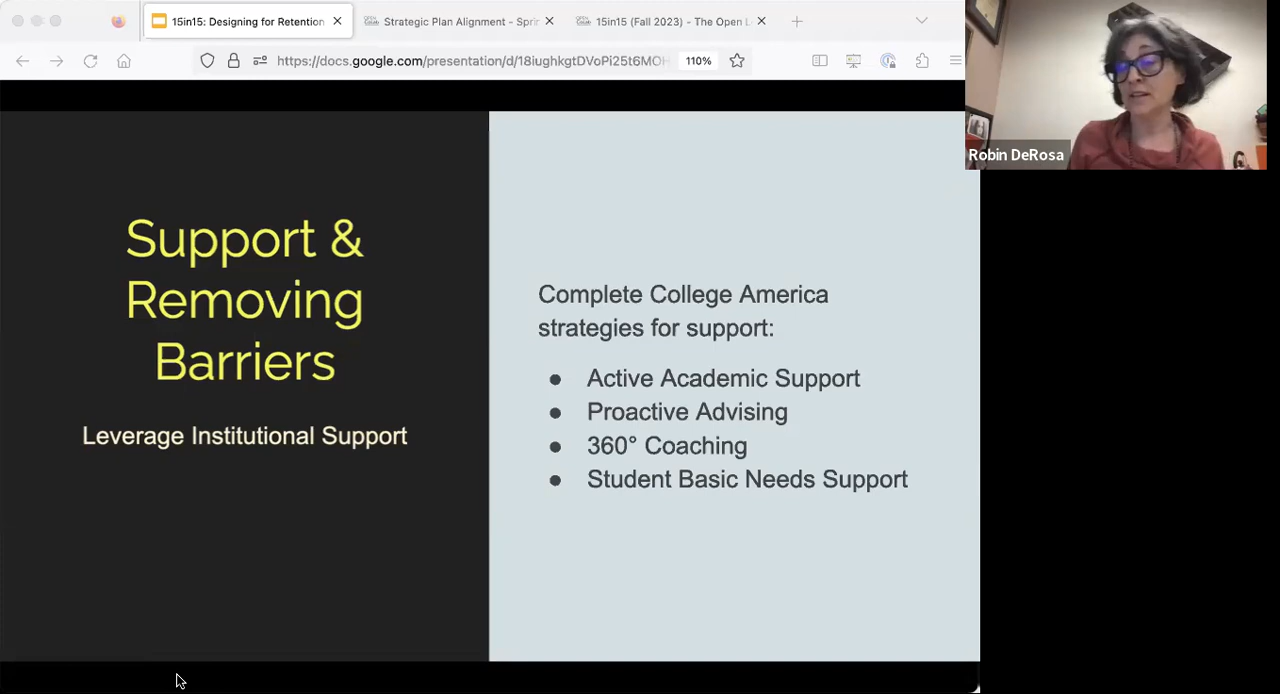 15in15: Designing for Retention
Strategic Plan Alignment - Sprin
15in15 (Fall 2023) - The Open L
https://docs.google.com/presentation/d/18iughkgtDVoPi25t6MOH
110%
Robin DeRosa
Support &
Removing
Barriers
Leverage Institutional Support
Complete College America
strategies for support:
● Active Academic Support
● Proactive Advising
● 360° Coaching
● Student Basic Needs Support